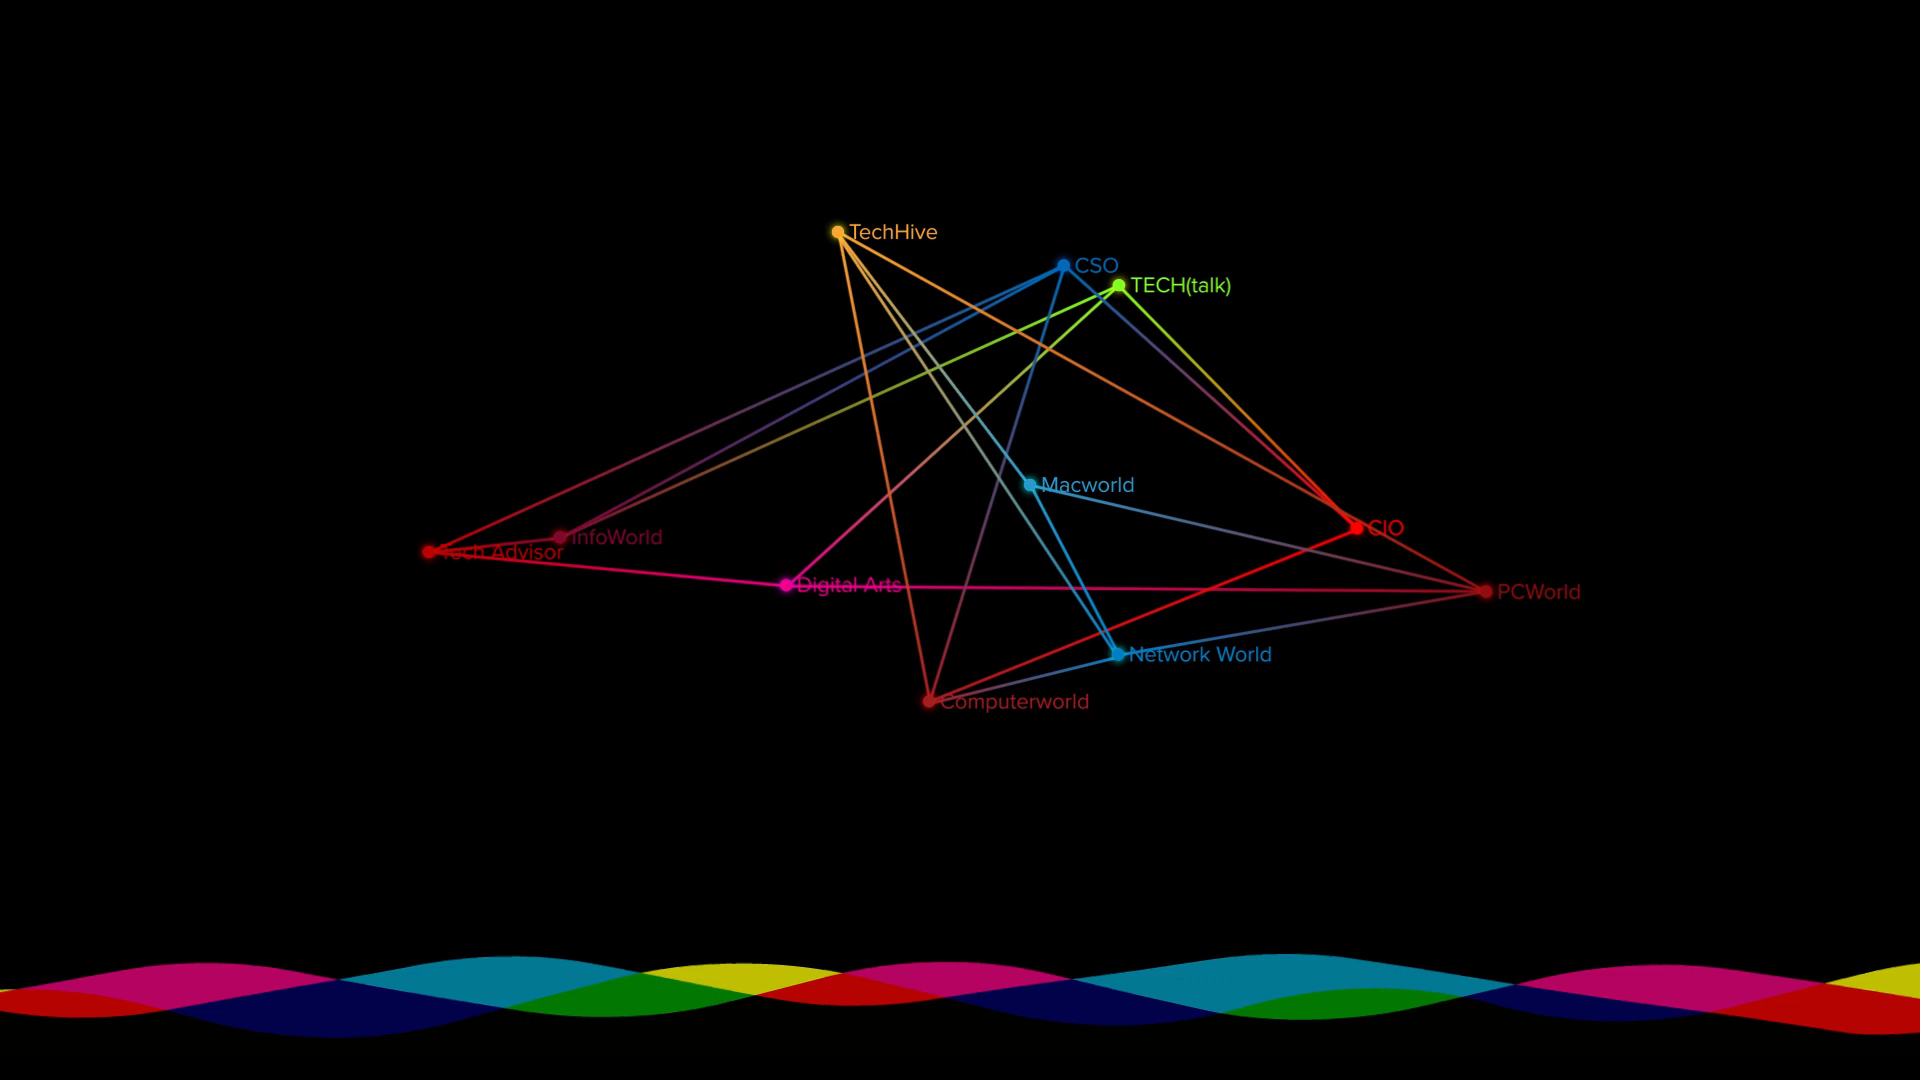 TechHive
CSO
TECH(talk)
Macworld
CIO
InfoWorld
Tech Advisor
Digital Arts
PCWorld
Network World
Computerworld